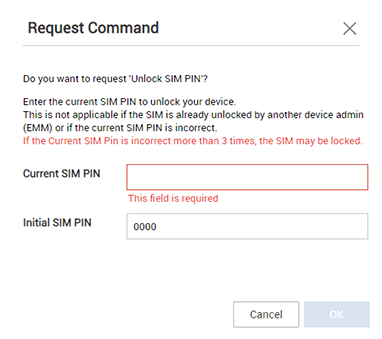 Request Command
Do you want to request 'Unlock SIM PIN'?
Enter the current SIM PIN to unlock your device.
This is not applicable if the SIM is already unlocked by another device admin
(EMM) or if the current SIM PIN is incorrect.
If the Current SIM Pin is incorrect more than 3 times, the SIM may be locked.
Current SIM PIN
This field is required
Initial SIM PIN
0000
Cancel
OK